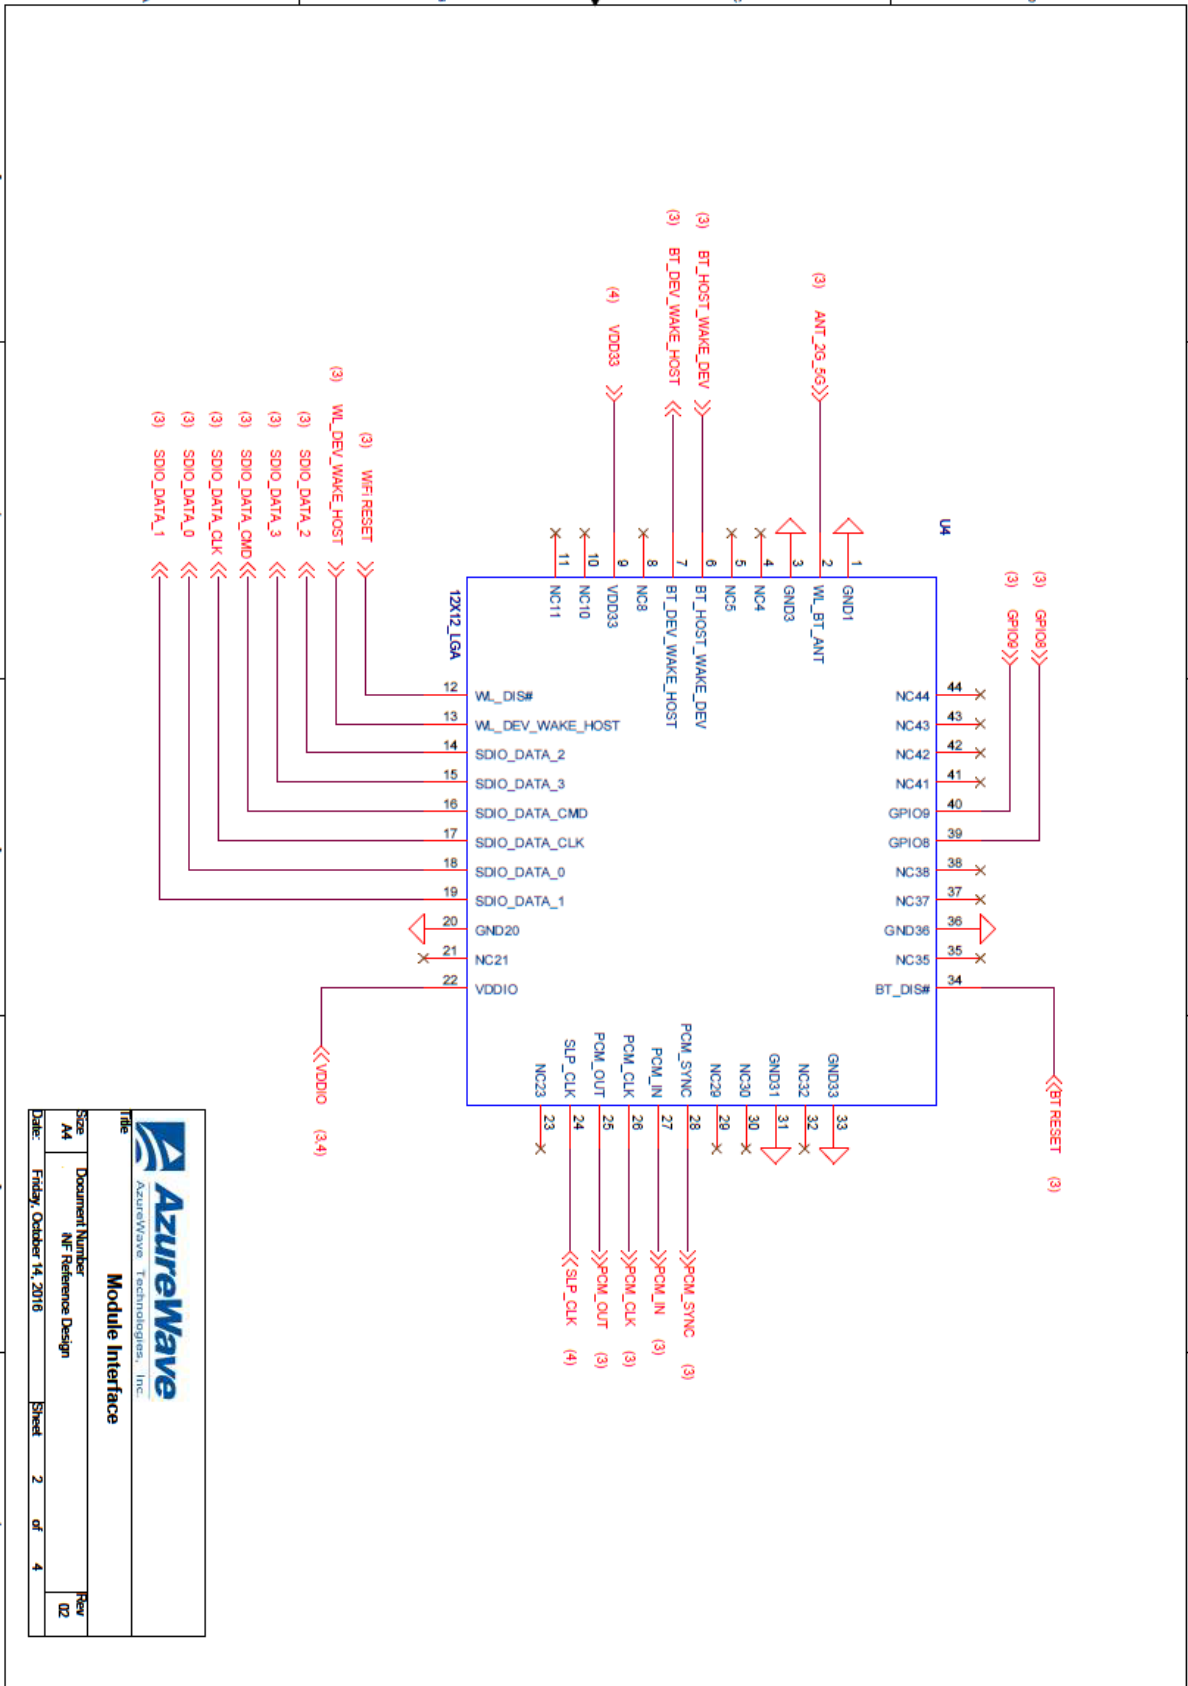 U4
(3) ANT_2G_5G
(3) BT_HOST_WAKE_DEV
(3) BT_DEV_WAKE_HOST
(4) VDD33
(3) WiFi RESET
(3) WL_DEV_WAKE_HOST
(3) SDIO_DATA_2
(3) SDIO_DATA_3
(3) SDIO_DATA_CMD
(3) SDIO_DATA_CLK
(3) SDIO_DATA_0
(3) SDIO_DATA_1
(3) GPIO8
(3) GPIO9
1 GND1
2 WL_BT_ANT
3 GND3
4 NC4
5 NC5
6 BT_HOST_WAKE_DEV
7 BT_DEV_WAKE_HOST
8 NC8
9 VDD33
10 NC10
11 NC11
12X12_LGA
12 WL_DIS#
13 WL_DEV_WAKE_HOST
14 SDIO_DATA_2
15 SDIO_DATA_3
16 SDIO_DATA_CMD
17 SDIO_DATA_CLK
18 SDIO_DATA_0
19 SDIO_DATA_1
20 GND20
21 NC21
22 VDDIO
NC44 44
NC43 43
NC42 42
NC41 41
GPIO9 40
GPIO8 39
NC38 38
NC37 37
GND36 36
NC35 35
BT_DIS# 34
GND33 33
NC32 32
GND31 31
NC30 30
NC29 29
PCM_SYNC 28
PCM_IN 27
PCM_CLK 26
PCM_OUT 25
SLP_CLK 24
NC23 23
BT RESET (3)
PCM_SYNC (3)
PCM_IN (3)
PCM_CLK (3)
PCM_OUT (3)
SLP_CLK (4)
VDDIO (3,4)
AzureWave
AzureWave Technologies, Inc.
Title
Module Interface
Size
A4
Document Number
INF Reference Design
Rev
02
Date: Friday, October 14, 2016
Sheet 2 of 4